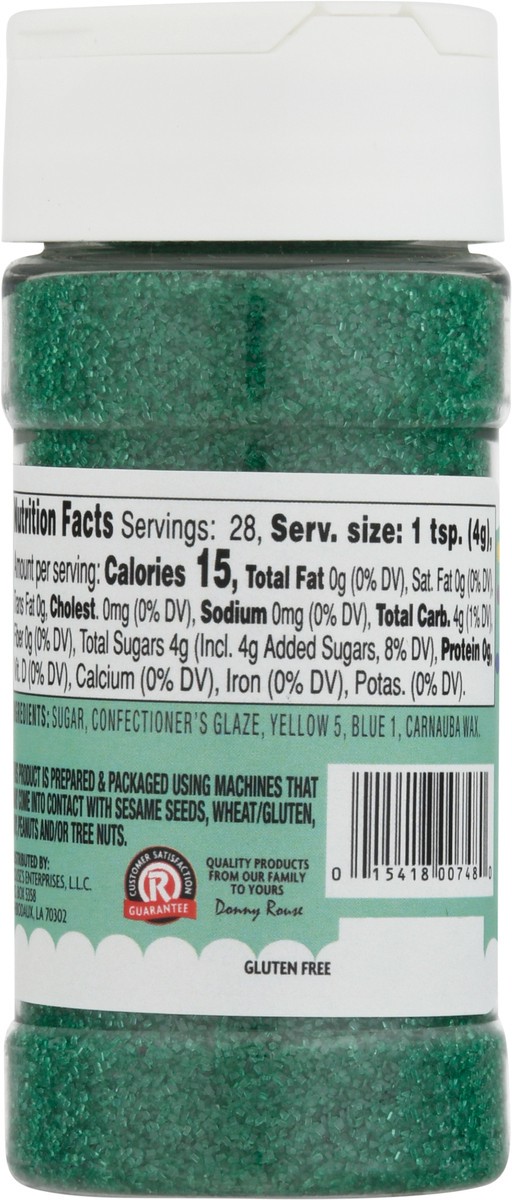 Nutrition Facts Servings: 28, Serv. size: 1 tsp. (4g),
Amount per serving: Calories 15, Total Fat 0g (0% DV), Sat. Fat 0g (0% DV),
Trans Fat 0g, Cholest. 0mg (0% DV), Sodium 0mg (0% DV), Total Carb. 4g (1% DV),
Fiber 0g (0% DV), Total Sugars 4g (Incl. 4g Added Sugars, 8% DV), Protein 0g,
Vit. D (0% DV), Calcium (0% DV), Iron (0% DV), Potas. (0% DV).
GREDIENTS: SUGAR, CONFECTIONER'S GLAZE, YELLOW 5, BLUE 1, CARNAUBA WAX.
PRODUCT IS PREPARED & PACKAGED USING MACHINES THAT
COME INTO CONTACT WITH SESAME SEEDS, WHEAT/GLUTEN,
PEANUTS AND/OR TREE NUTS.
TRIBUTED BY:
ENTERPRISES, L.L.C.
BOX 5358
LA 70302
CUSTOMER SATISFACTION
R
GUARANTEE
QUALITY PRODUCTS
FROM OUR FAMILY
TO YOURS
Donny Rouse
0 15418 00748 0
GLUTEN FREE